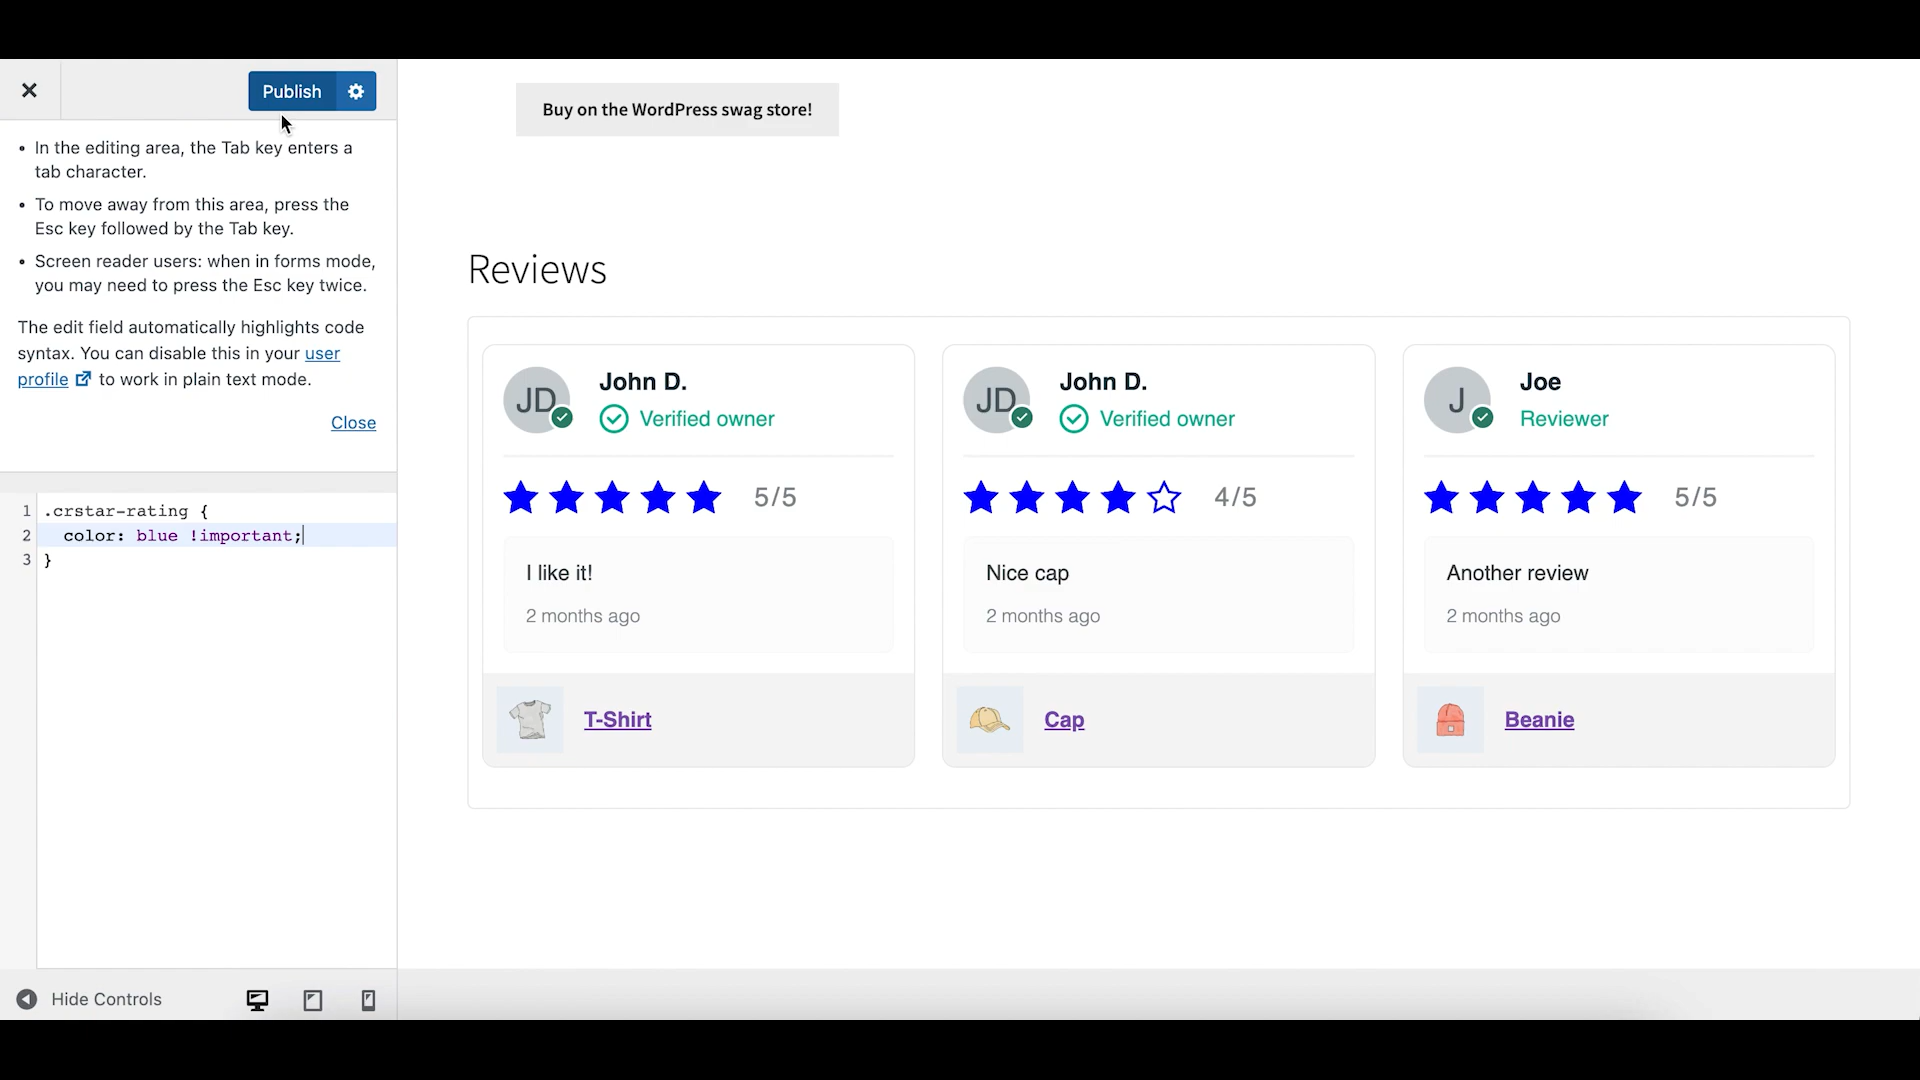 Publish
• In the editing area, the Tab key enters a
tab character.
• To move away from this area, press the
Esc key followed by the Tab key.
• Screen reader users: when in forms mode,
you may need to press the Esc key twice.
The edit field automatically highlights code
syntax. You can disable this in your user
profile to work in plain text mode.
Close
1 .crstar-rating {
2 color: blue !important;
3 }
Hide Controls
Buy on the WordPress swag store!
Reviews
JD
John D.
Verified owner
5/5
I like it!
2 months ago
T-Shirt
JD
John D.
Verified owner
4/5
Nice cap
2 months ago
Cap
J
Joe
Reviewer
5/5
Another review
2 months ago
Beanie